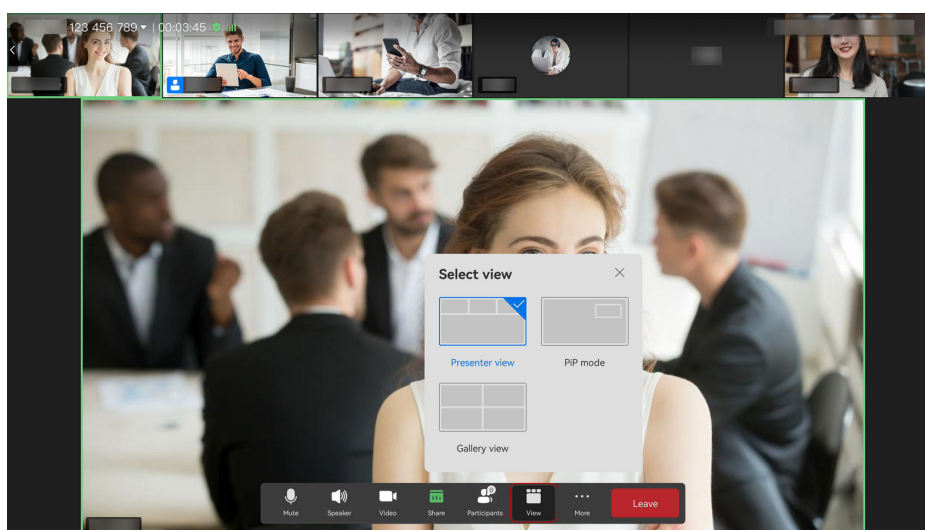 123 456 789 | 00:03:45
Select view
Presenter view
PiP mode
Gallery view
Mute
Speaker
Video
Share
Participants
View
More
Leave